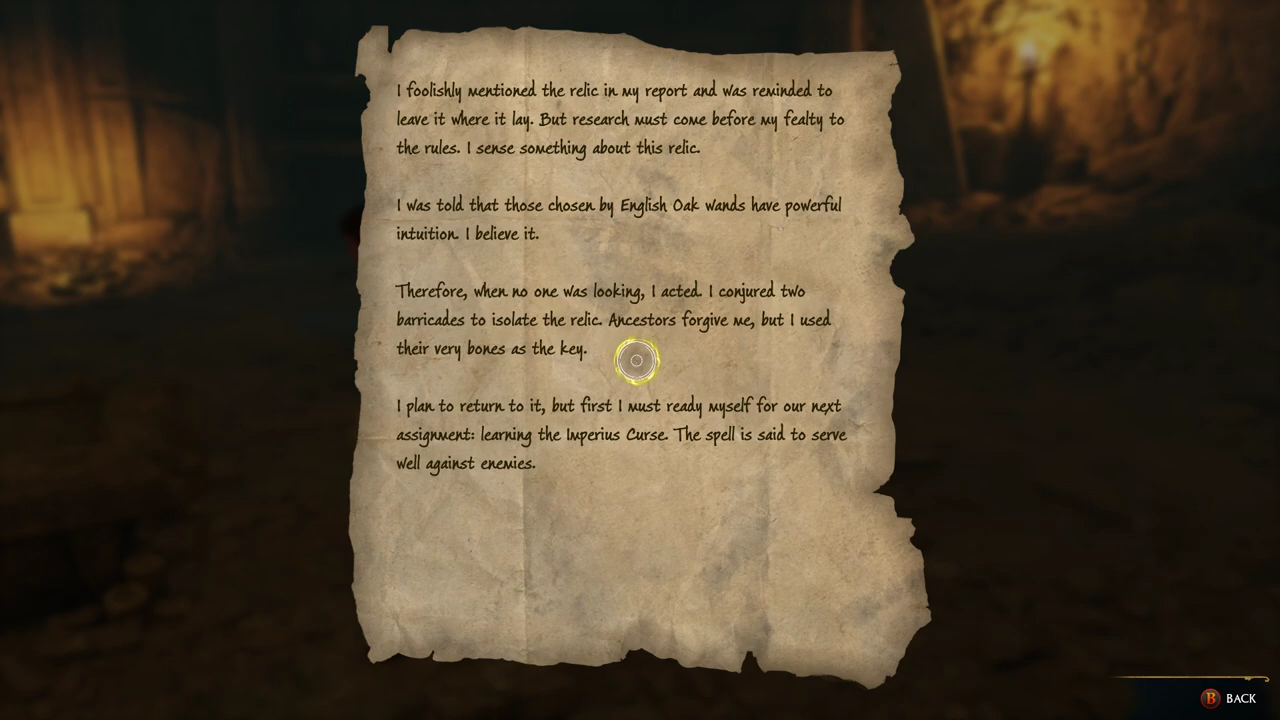 I foolishly mentioned the relic in my report and was reminded to
leave it where it lay. But research must come before my fealty to
the rules. I sense something about this relic.
I was told that those chosen by English Oak wands have powerful
intuition. I believe it.
Therefore, when no one was looking, I acted. I conjured two
barricades to isolate the relic. Ancestors forgive me, but I used
their very bones as the key.
I plan to return to it, but first I must ready myself for our next
assignment: learning the Imperius Curse. The spell is said to serve
well against enemies.
B BACK